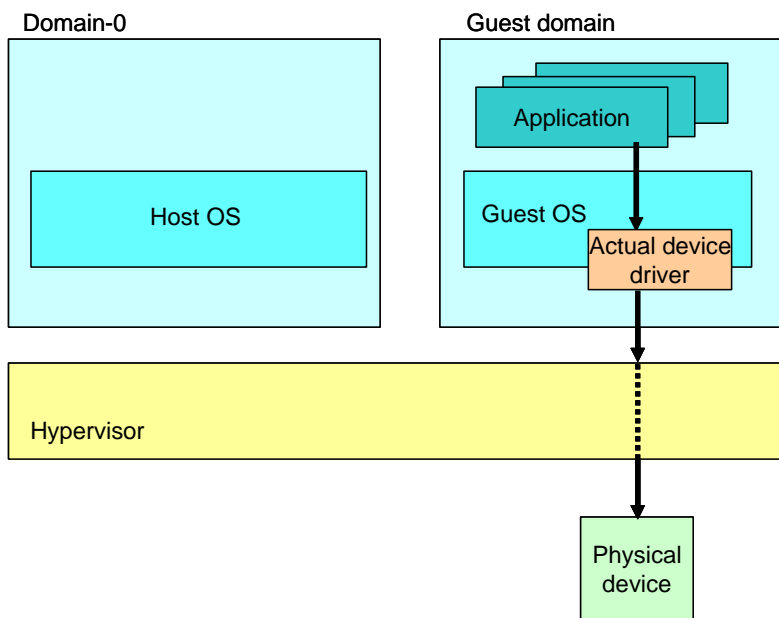 Domain-0
Guest domain
Application
Host OS
Guest OS
Actual device
driver
Hypervisor
Physical
device